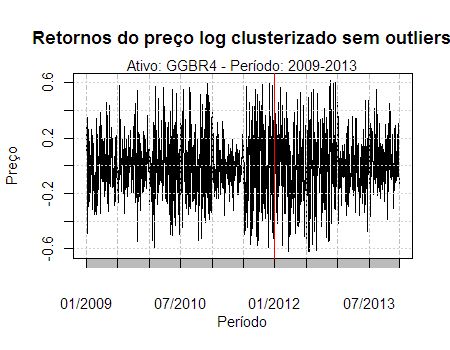 Retornos do preço log clusterizado sem outliers
Ativo: GGBR4 - Período: 2009-2013
Preço
0.6
0.2
-0.2
-0.6
01/2009
07/2010
01/2012
07/2013
Período